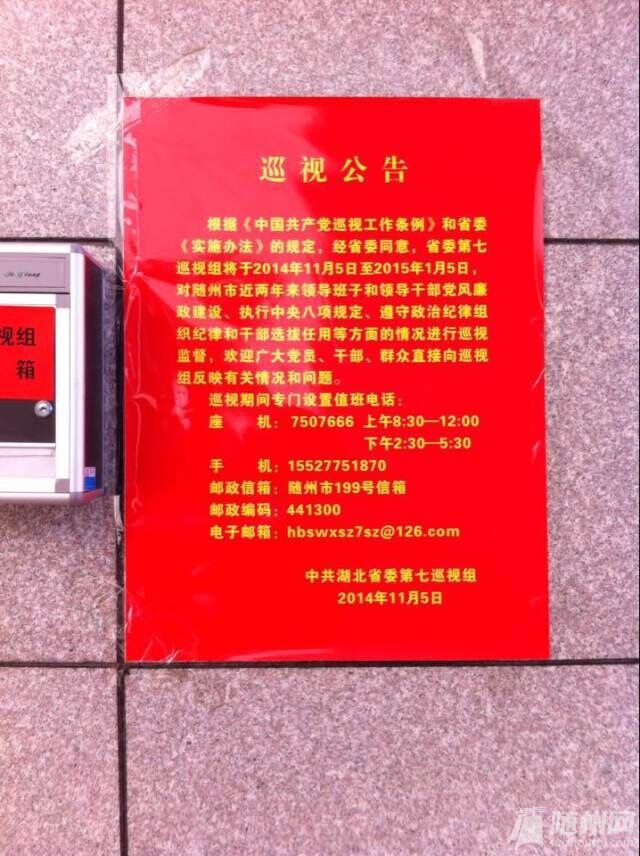 巡视公告
根据《中国共产党巡视工作条例》和省委
《实施办法》的规定，经省委同意，省委第七
巡视组将于2014年11月5日至2015年1月5日，
对随州市近两年来领导班子和领导干部党风廉
政建设、执行中央八项规定、遵守政治纪律组
织纪律和干部选拔任用等方面的情况进行巡视
监督，欢迎广大党员、干部、群众直接向巡视
组反映有关情况和问题。
巡视期间专门设置值班电话：
座 机：7507666 上午8:30—12:00
下午2:30—5:30
手 机：15527751870
邮政信箱：随州市199号信箱
邮政编码：441300
电子邮箱：hbswxsz7sz@126.com
中共湖北省委第七巡视组
2014年11月5日
视组
箱
随州网